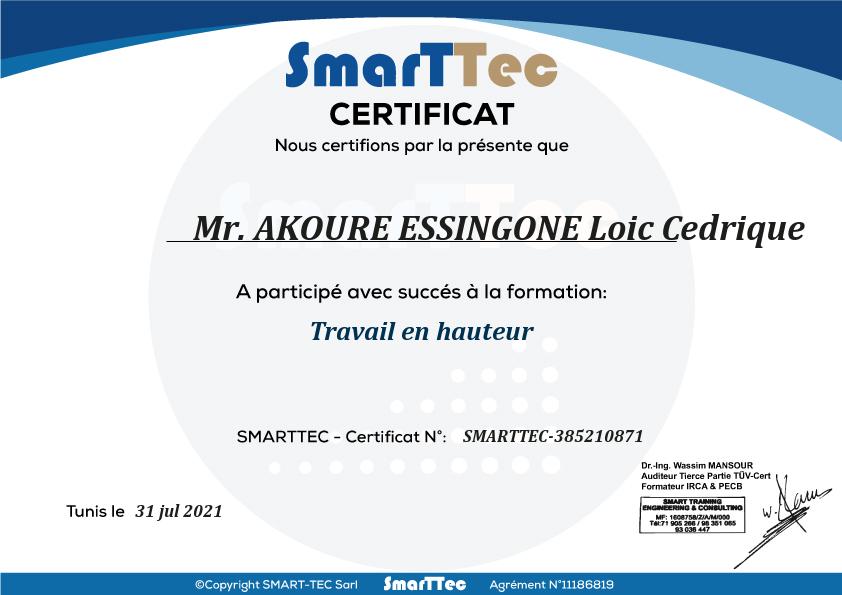 SmarTTec
CERTIFICAT
Nous certifions par la présente que
Mr. AKOURE ESSINGONE Loic Cedrique
A participé avec succés à la formation:
Travail en hauteur
SMARTTEC - Certificat N°: SMARTTEC-385210871
Dr.-Ing. Wassim MANSOUR
Auditeur Tierce Partie TÜV-Cert
Formateur IRCA & PECB
SMART TRAINING
ENGINEERING & CONSULTING
MF: 1608758/Z/A/M/000
Tél:71 905 266 / 98 351 065
93 036 447
Tunis le 31 jul 2021
©Copyright SMART-TEC Sarl SmarTTec Agrément N°11186819